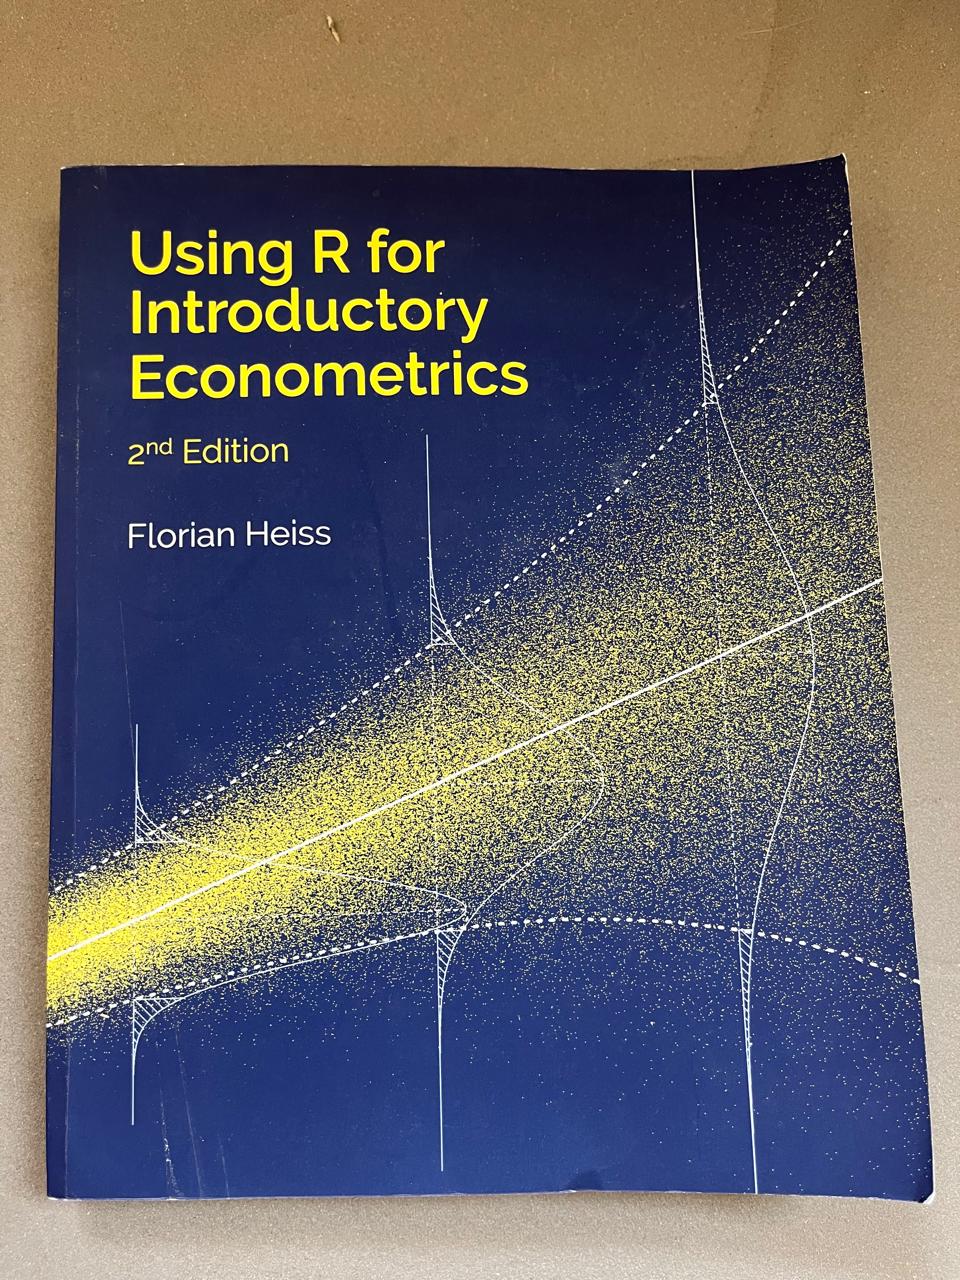 Using R for
Introductory
Econometrics
2nd Edition
Florian Heiss